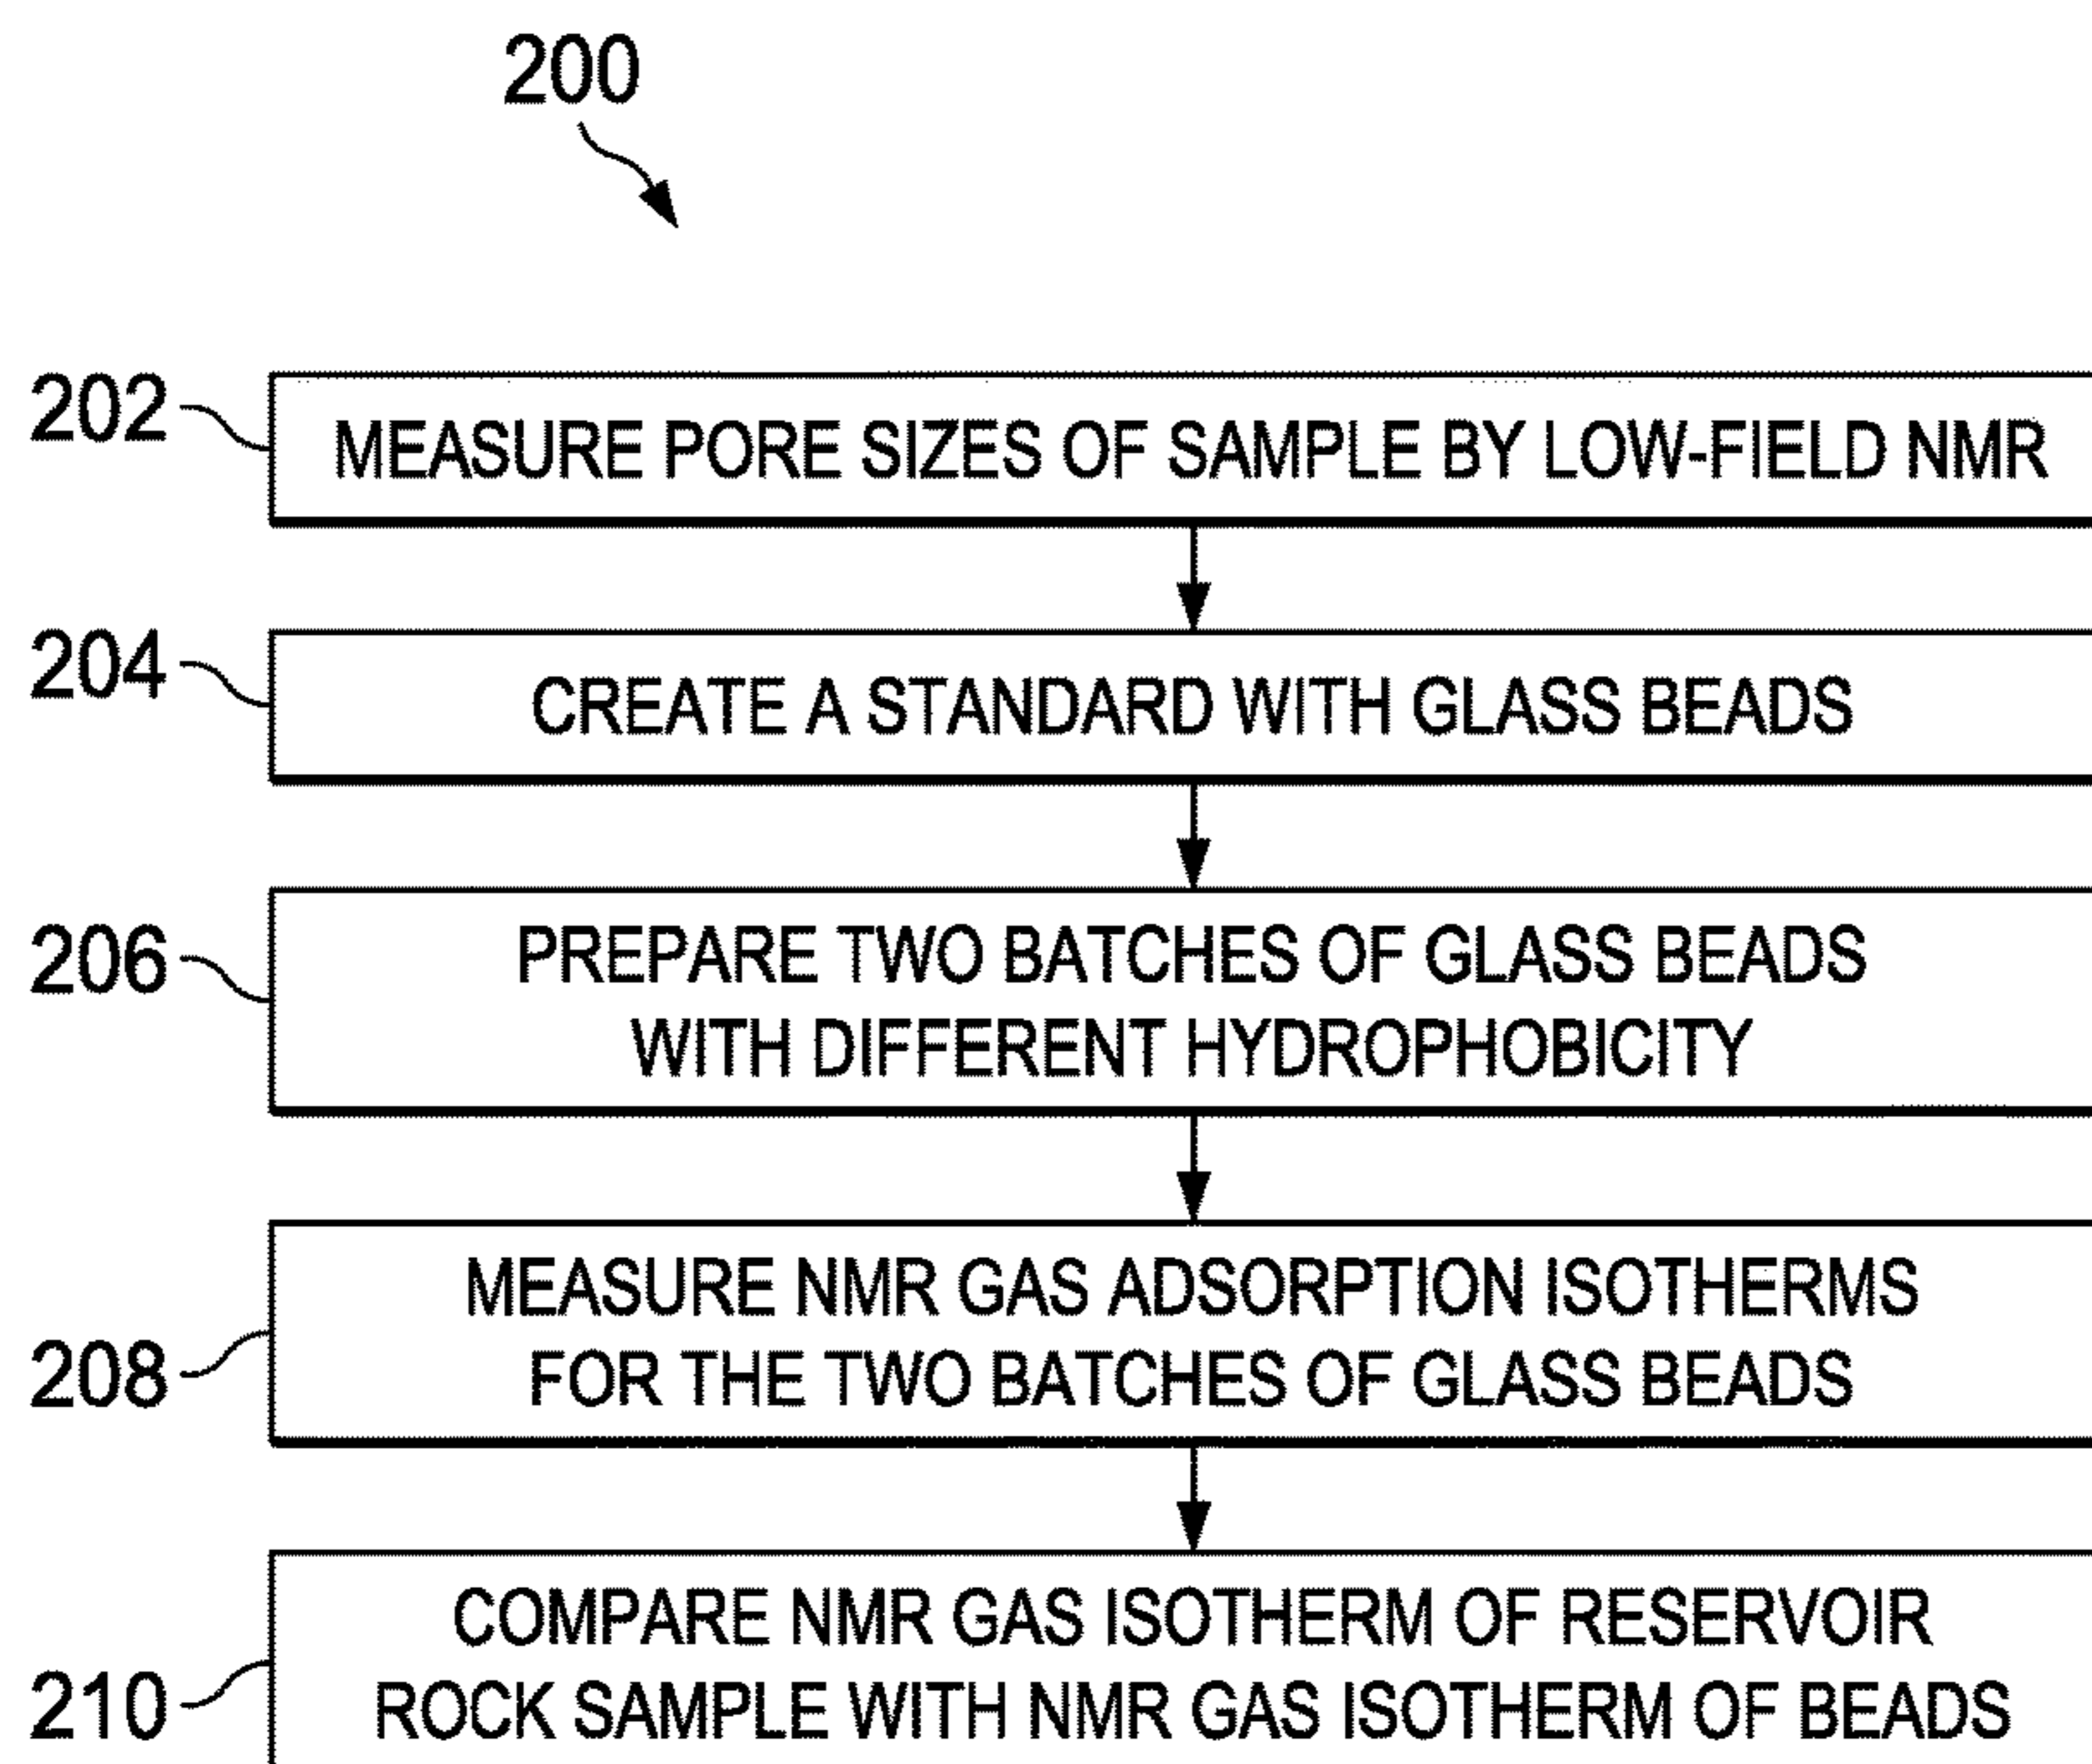 200
202
MEASURE PORE SIZES OF SAMPLE BY LOW-FIELD NMR
204
CREATE A STANDARD WITH GLASS BEADS
206
PREPARE TWO BATCHES OF GLASS BEADS
WITH DIFFERENT HYDROPHOBICITY
208
MEASURE NMR GAS ADSORPTION ISOTHERMS
FOR THE TWO BATCHES OF GLASS BEADS
210
COMPARE NMR GAS ISOTHERM OF RESERVOIR
ROCK SAMPLE WITH NMR GAS ISOTHERM OF BEADS